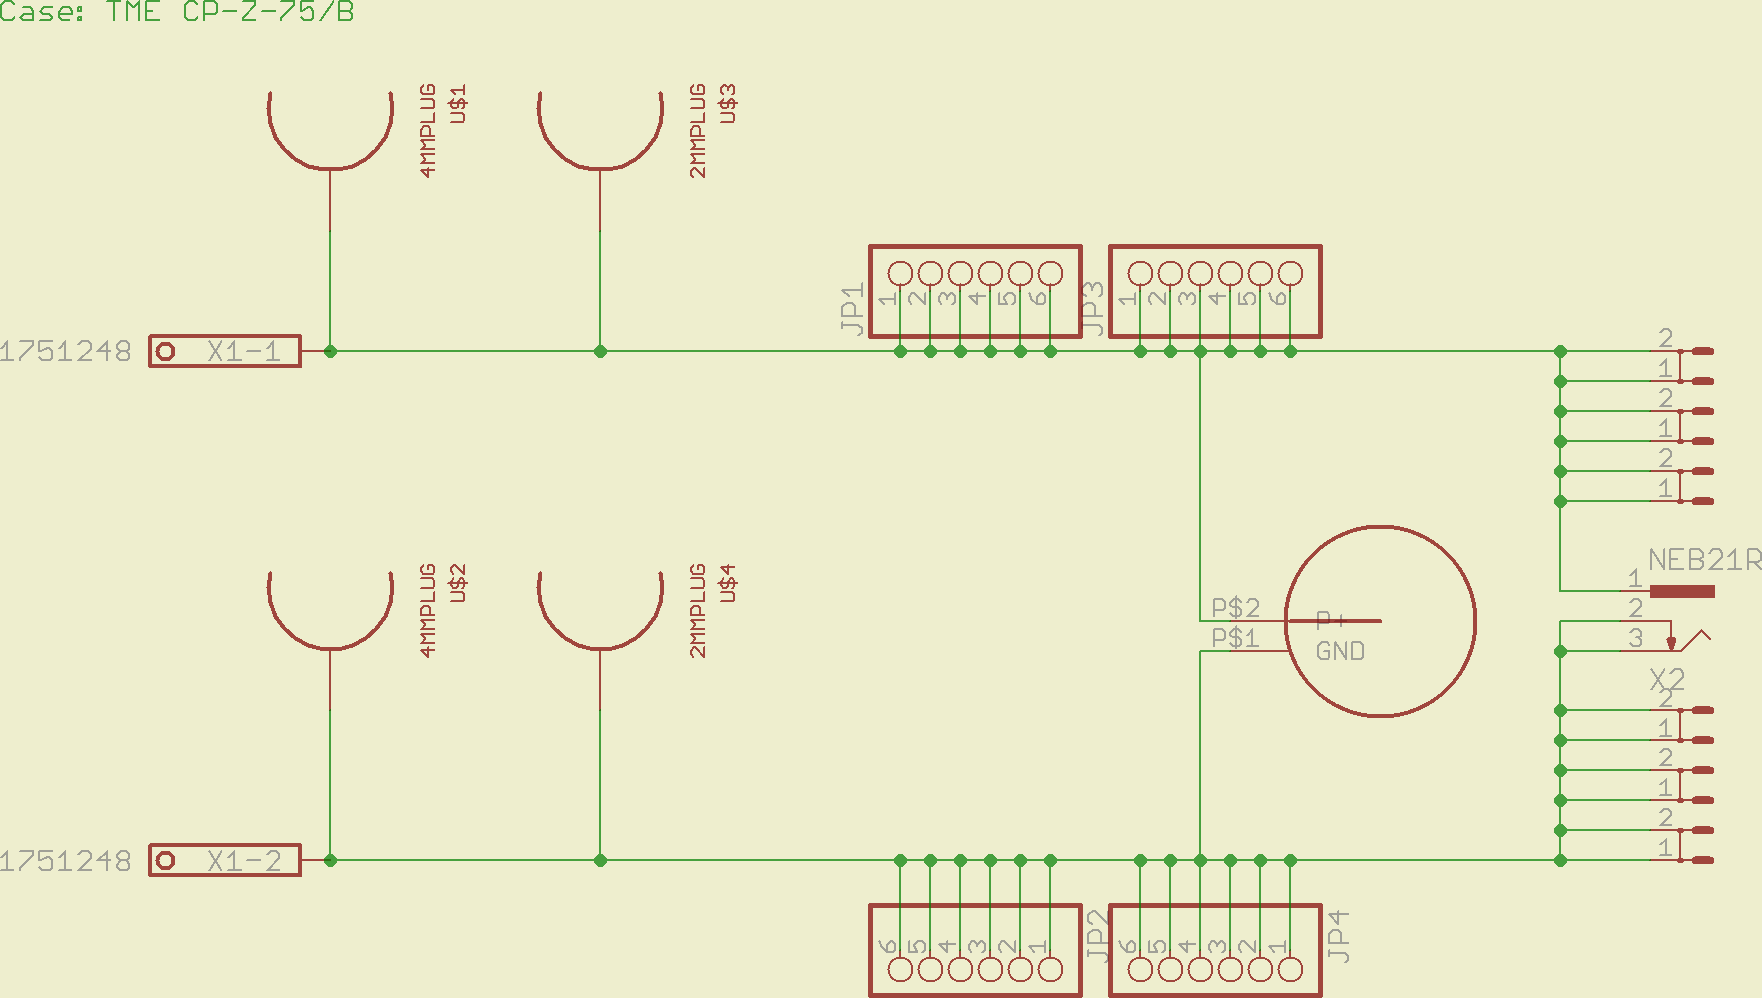 Case: TME CP-Z-75/B
4MMPLUG
U$1
2MMPLUG
U$3
JP1
1 2 3 4 5 6
JP3
1 2 3 4 5 6
1751248
X1-1
2
1
2
1
2
1
NEB21R
1
2
3
X2
P$2
P+
P$1
GND
4MMPLUG
U$2
2MMPLUG
U$4
2
1
2
1
2
1
1751248
X1-2
6 5 4 3 2 1
JP2
6 5 4 3 2 1
JP4